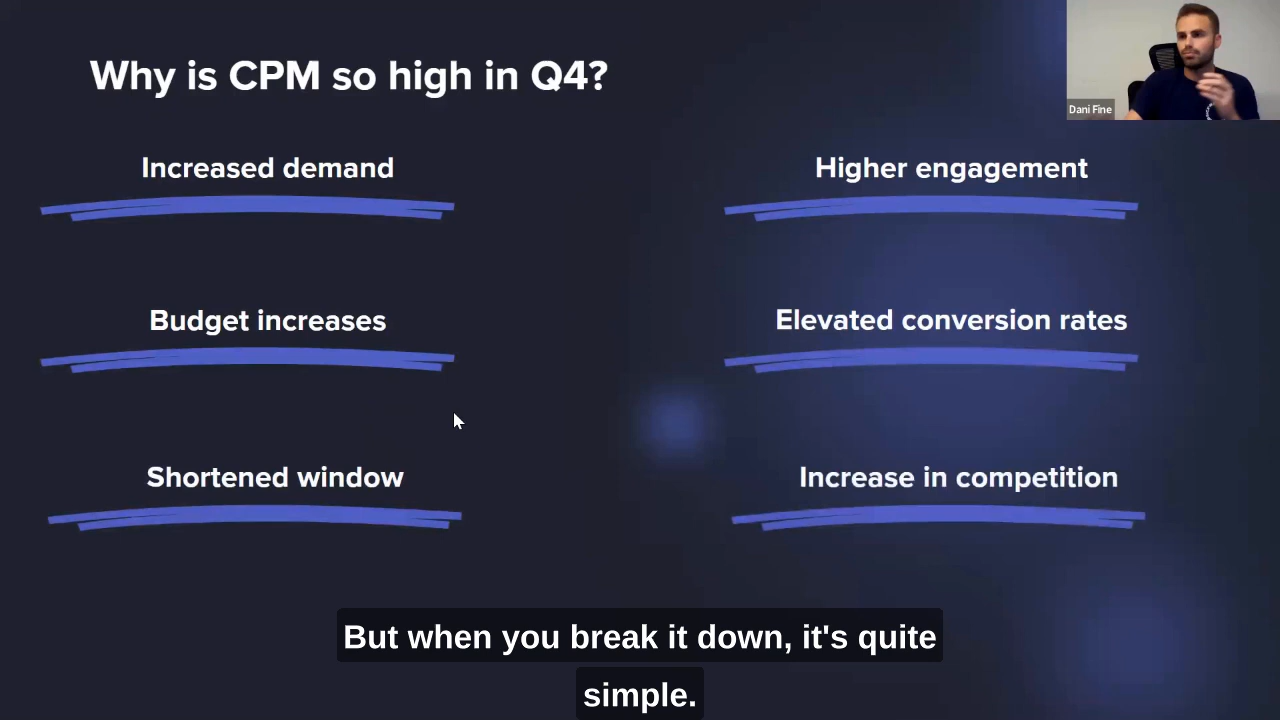 Why is CPM so high in Q4?
Dani Fine
Increased demand
Higher engagement
Budget increases
Elevated conversion rates
Shortened window
Increase in competition
But when you break it down, it's quite
simple.